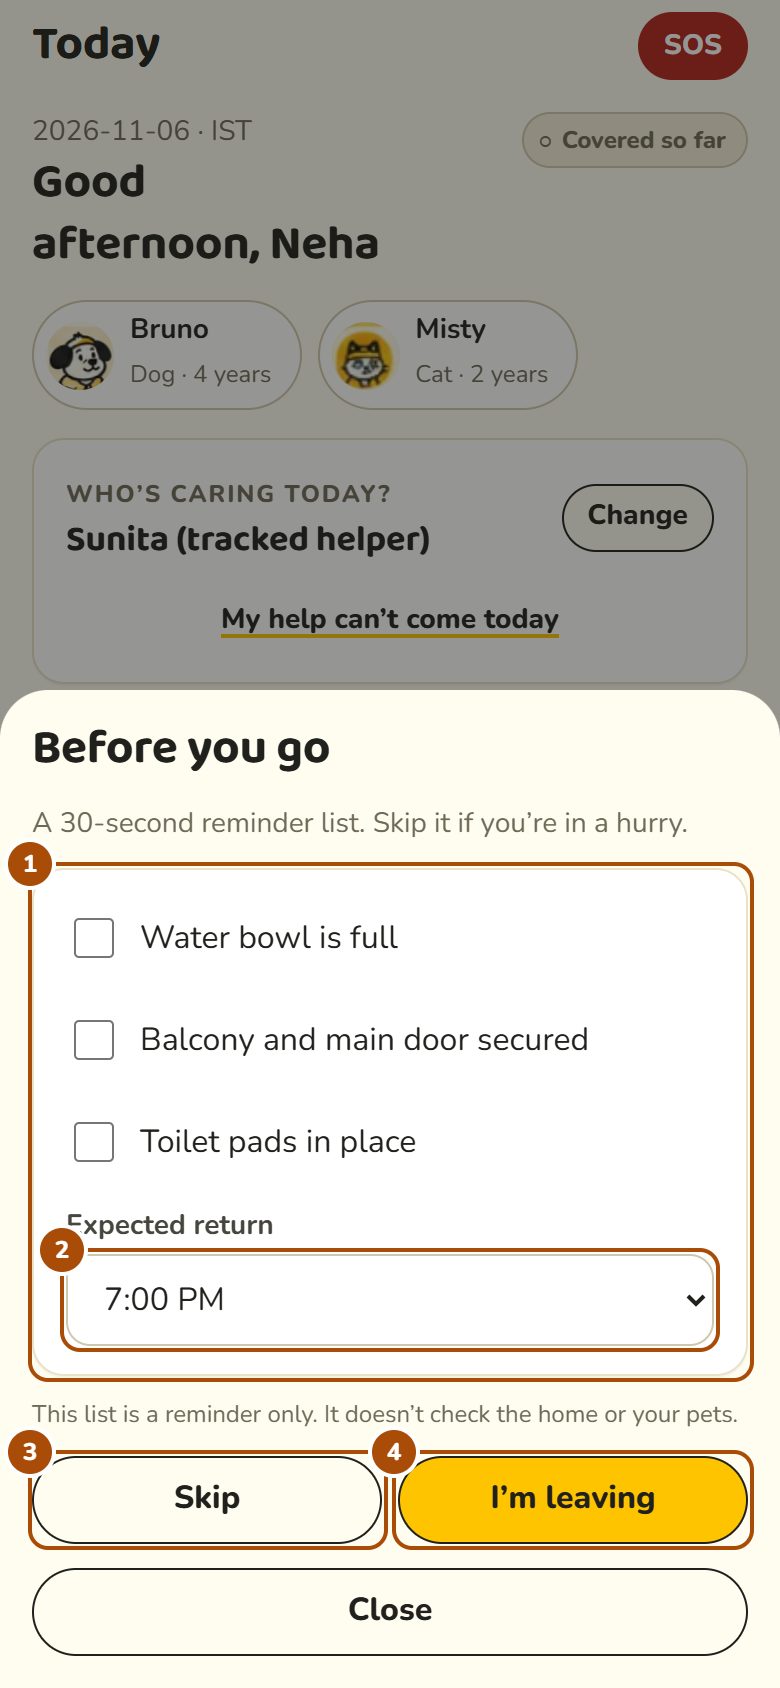 Today
SOS
2026-11-06 · IST
Covered so far
Good
afternoon, Neha
Bruno
Dog · 4 years
Misty
Cat · 2 years
WHO’S CARING TODAY?
Sunita (tracked helper)
Change
My help can’t come today
Before you go
A 30-second reminder list. Skip it if you’re in a hurry.
1
Water bowl is full
Balcony and main door secured
Toilet pads in place
Expected return
2
7:00 PM
This list is a reminder only. It doesn’t check the home or your pets.
3
Skip
4
I’m leaving
Close